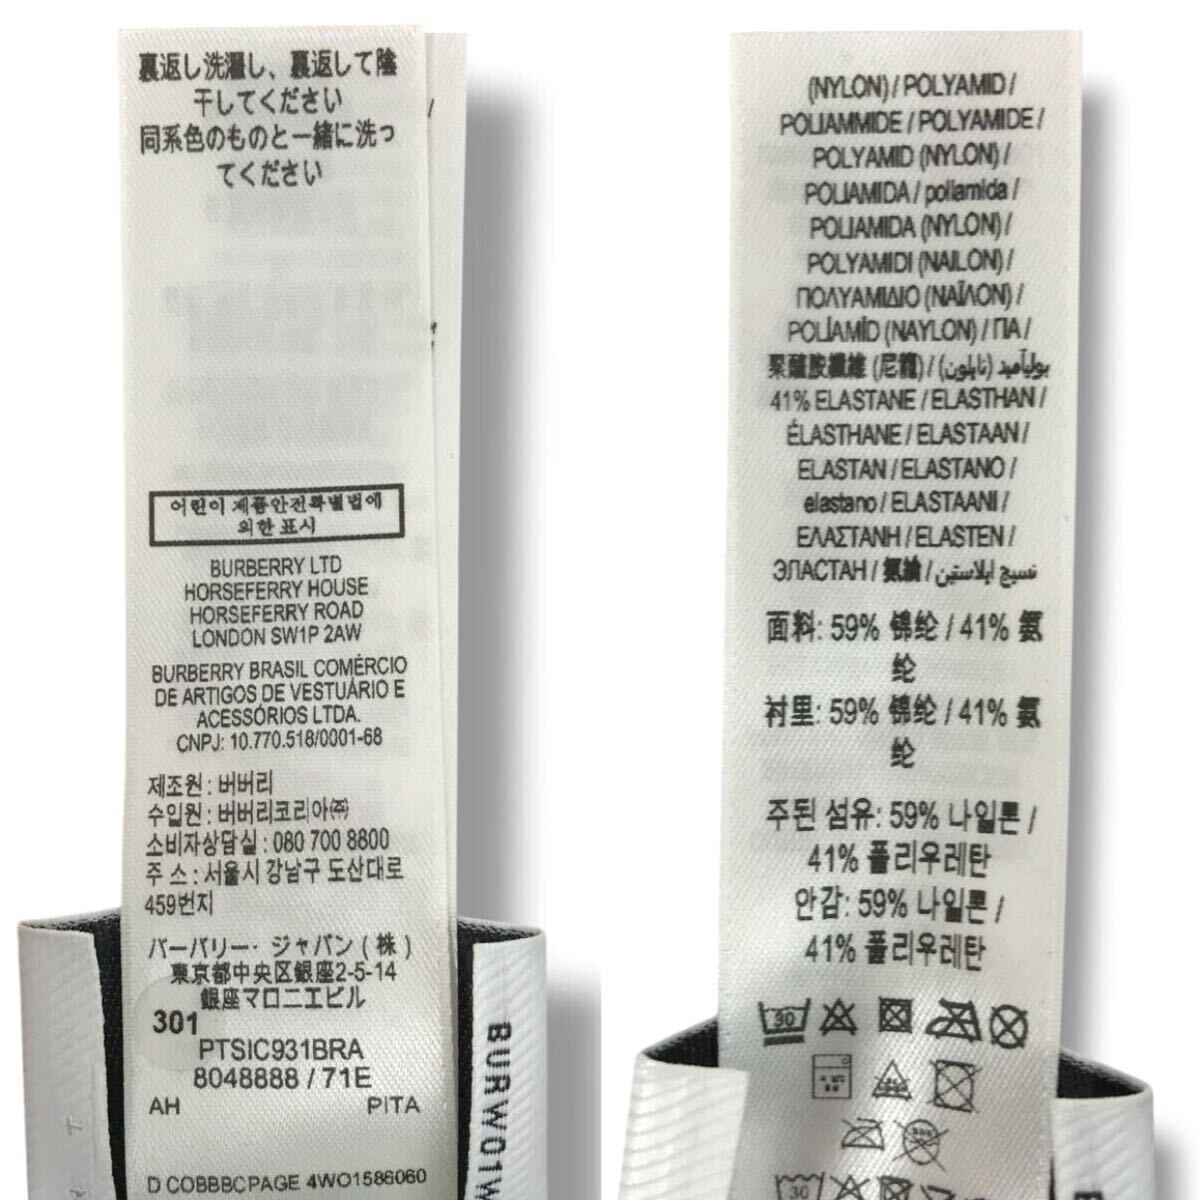 裏返し洗濯し、裏返して陰
干してください
同系色のものと一緒に洗っ
てください
어린이 제품안전특별법에
의한 표시
BURBERRY LTD
HORSEFERRY HOUSE
HORSEFERRY ROAD
LONDON SW1P 2AW
BURBERRY BRASIL COMÉRCIO
DE ARTIGOS DE VESTUÁRIO E
ACESSÓRIOS LTDA.
CNPJ: 10.770.518/0001-68
제조원 : 버버리
수입원 : 버버리코리아㈜
소비자상담실 : 080 700 8800
주 소 : 서울시 강남구 도산대로
459번지
バーバリー・ジャパン ( 株 )
東京都中央区銀座2-5-14
銀座マロニエビル
301
PTSIC931BRA
8048888 / 71E
AH PITA
D COBBBCPAGE 4WO1586060
BURW01W
(NYLON) / POLYAMID /
POLIAMMIDE / POLYAMIDE /
POLYAMID (NYLON) /
POLIAMIDA / poliamida /
POLIAMIDA (NYLON) /
POLYAMIDI (NAILON) /
ΠΟΛΥΑΜΙΔΙΟ (ΝΑΪΛΟΝ) /
POLİAMİD (NAYLON) / ПА /
聚醯胺纖維 (尼龍) / بولیآمید (نايلون)
41% ELASTANE / ELASTHAN /
ÉLASTHANE / ELASTAAN /
ELASTAN / ELASTANO /
elastano / ELASTAANI /
ΕΛΑΣΤΑΝΗ / ELASTEN /
ЭЛАСТАН / 氨綸 / نسيج ايلاستين
面料: 59% 锦纶 / 41% 氨
纶
衬里: 59% 锦纶 / 41% 氨
纶
주된 섬유: 59% 나일론 /
41% 폴리우레탄
안감: 59% 나일론 /
41% 폴리우레탄
30
30
BU